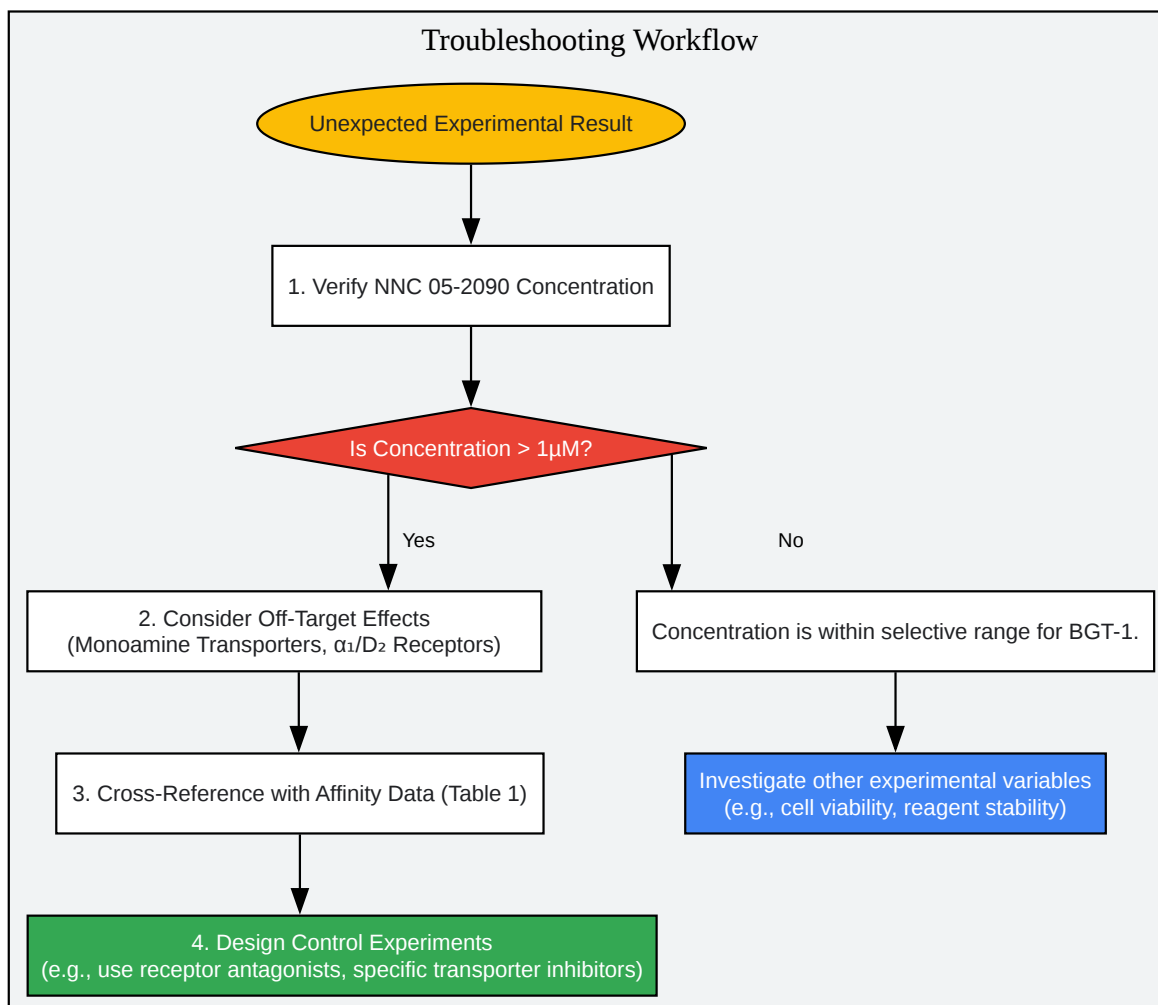 Troubleshooting Workflow
Unexpected Experimental Result
1. Verify NNC 05-2090 Concentration
Is Concentration > 1µM?
Yes
No
2. Consider Off-Target Effects
(Monoamine Transporters, α₁/D₂ Receptors)
Concentration is within selective range for BGT-1.
3. Cross-Reference with Affinity Data (Table 1)
Investigate other experimental variables
(e.g., cell viability, reagent stability)
4. Design Control Experiments
(e.g., use receptor antagonists, specific transporter inhibitors)